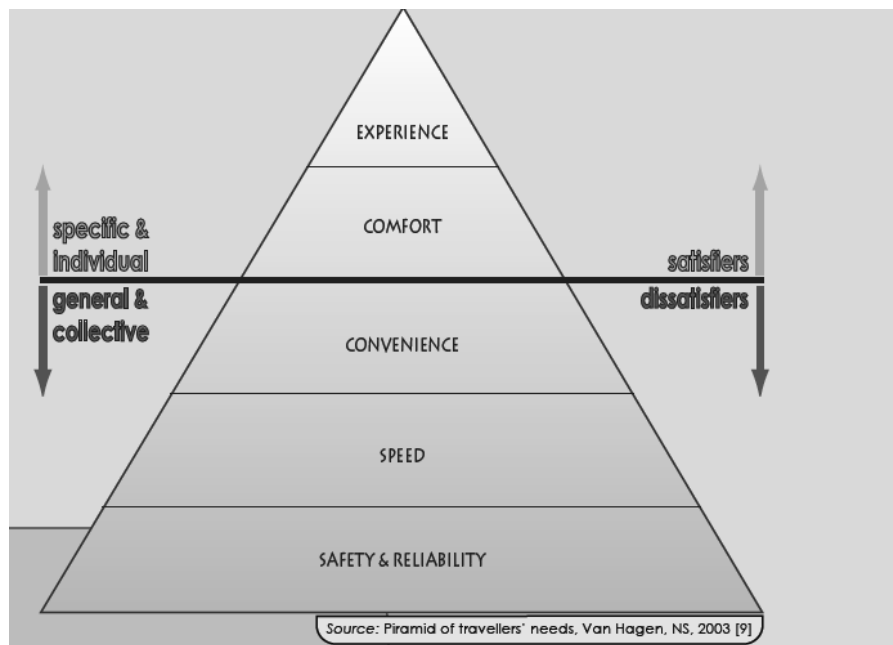 EXPERIENCE
COMFORT
specific &
individual
satisfiers
general &
collective
dissatisfiers
CONVENIENCE
SPEED
SAFETY & RELIABILITY
Source: Piramid of travellers' needs, Van Hagen, NS, 2003 [9]